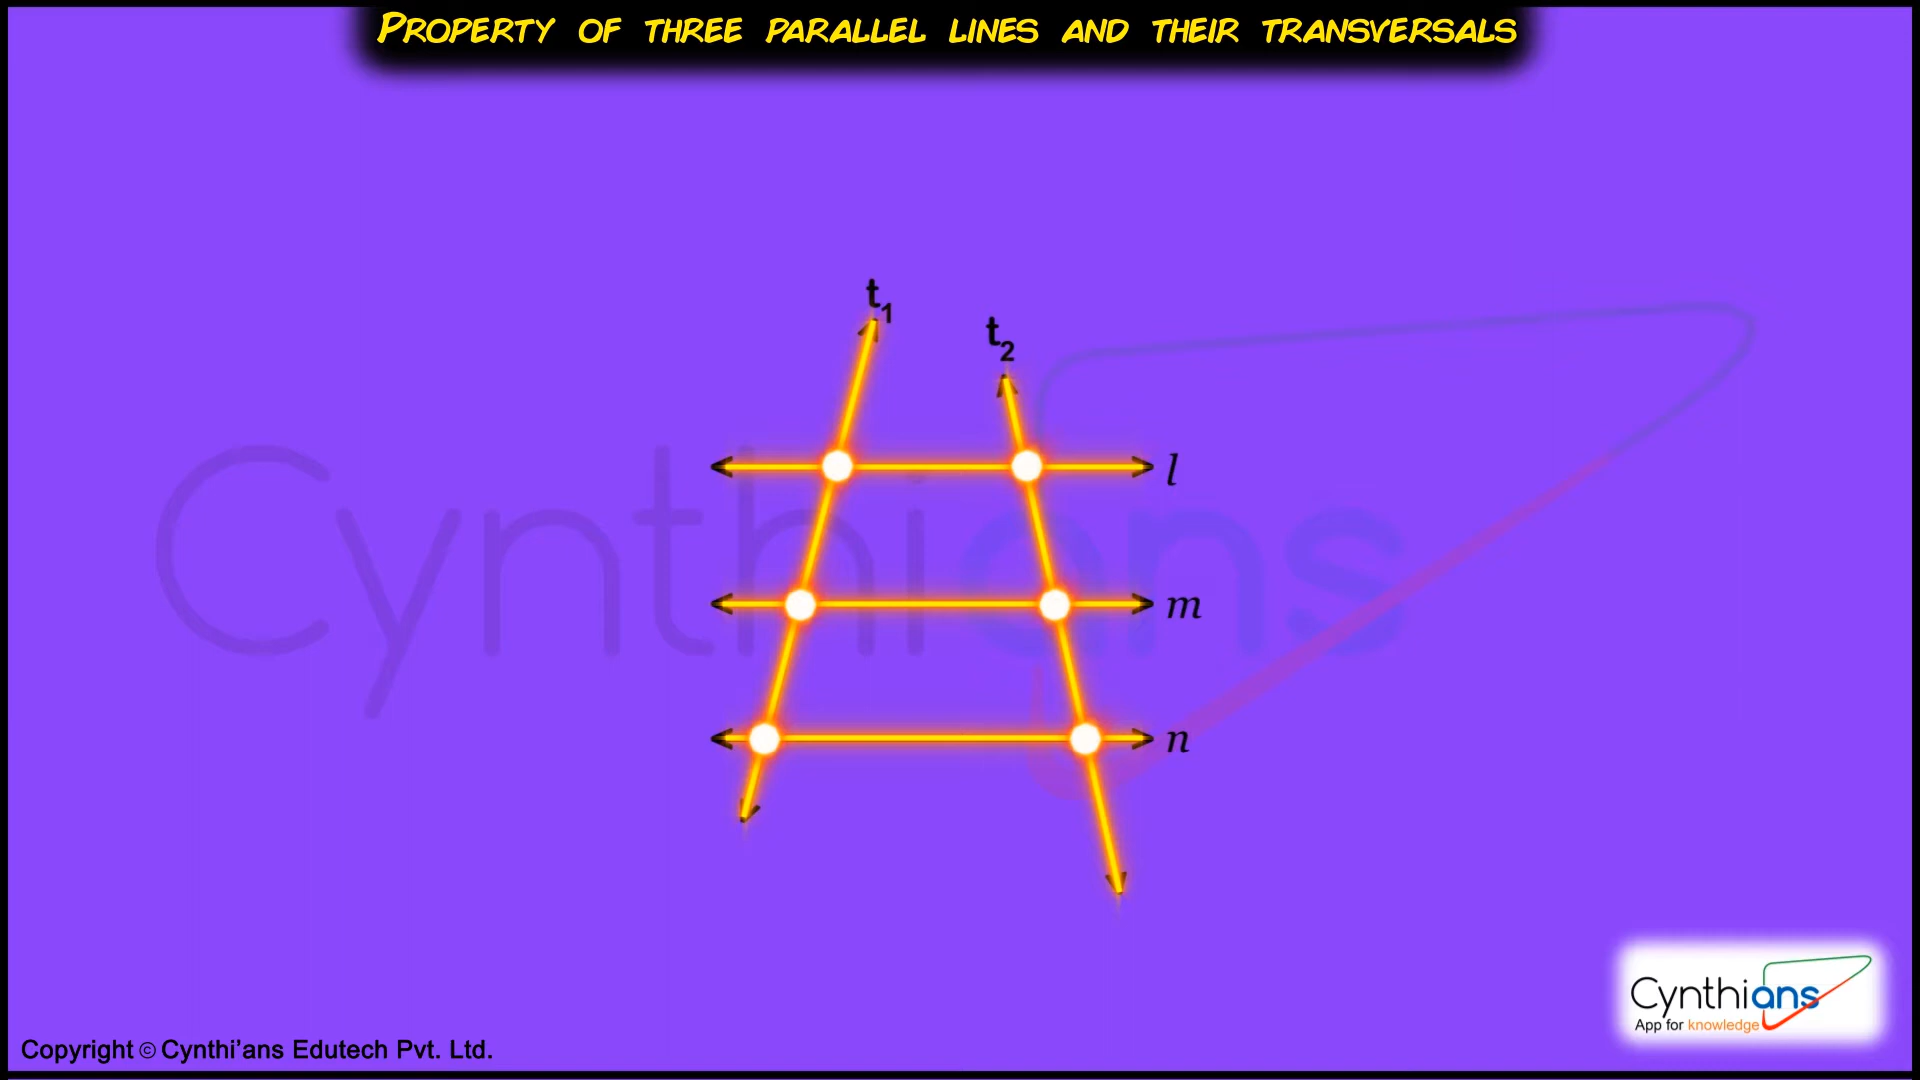 Property of three parallel lines and their transversals
t1
t2
l
m
n
Cynthians
Cynthians
App for knowledge
Copyright © Cynthi'ans Edutech Pvt. Ltd.